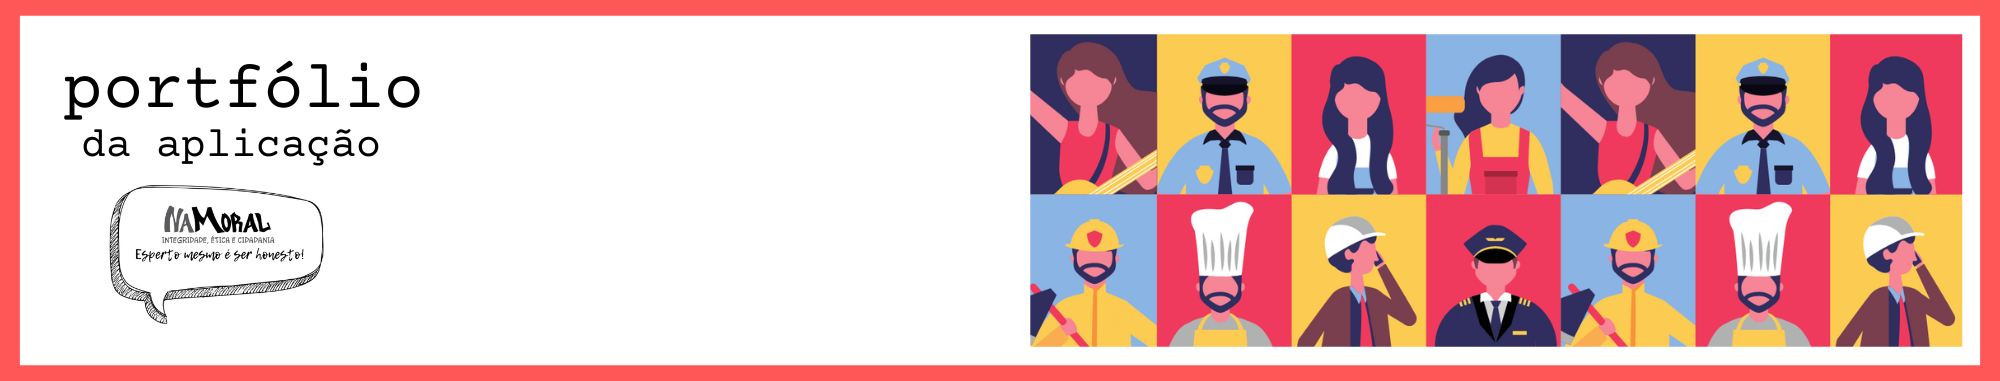 portfólio
da aplicação
NAMORAL
INTEGRIDADE, ÉTICA E CIDADANIA
Esperto mesmo é ser honesto!